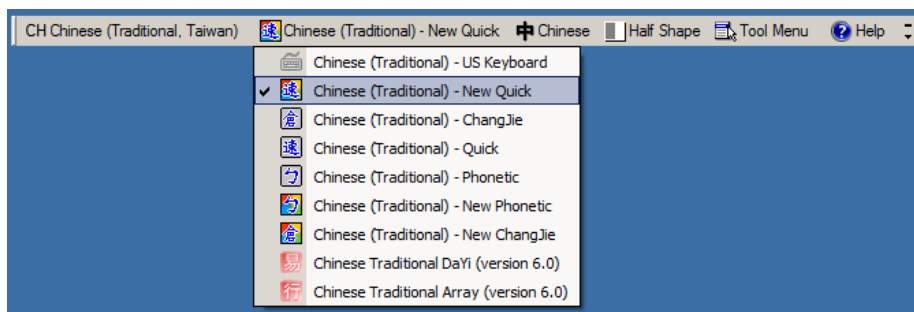 CH Chinese (Traditional, Taiwan) 速 Chinese (Traditional) - New Quick 中 Chinese Half Shape Tool Menu ? Help
Chinese (Traditional) - US Keyboard
速 Chinese (Traditional) - New Quick
倉 Chinese (Traditional) - ChangJie
速 Chinese (Traditional) - Quick
ㄅ Chinese (Traditional) - Phonetic
ㄅ Chinese (Traditional) - New Phonetic
倉 Chinese (Traditional) - New ChangJie
易 Chinese Traditional DaYi (version 6.0)
行 Chinese Traditional Array (version 6.0)